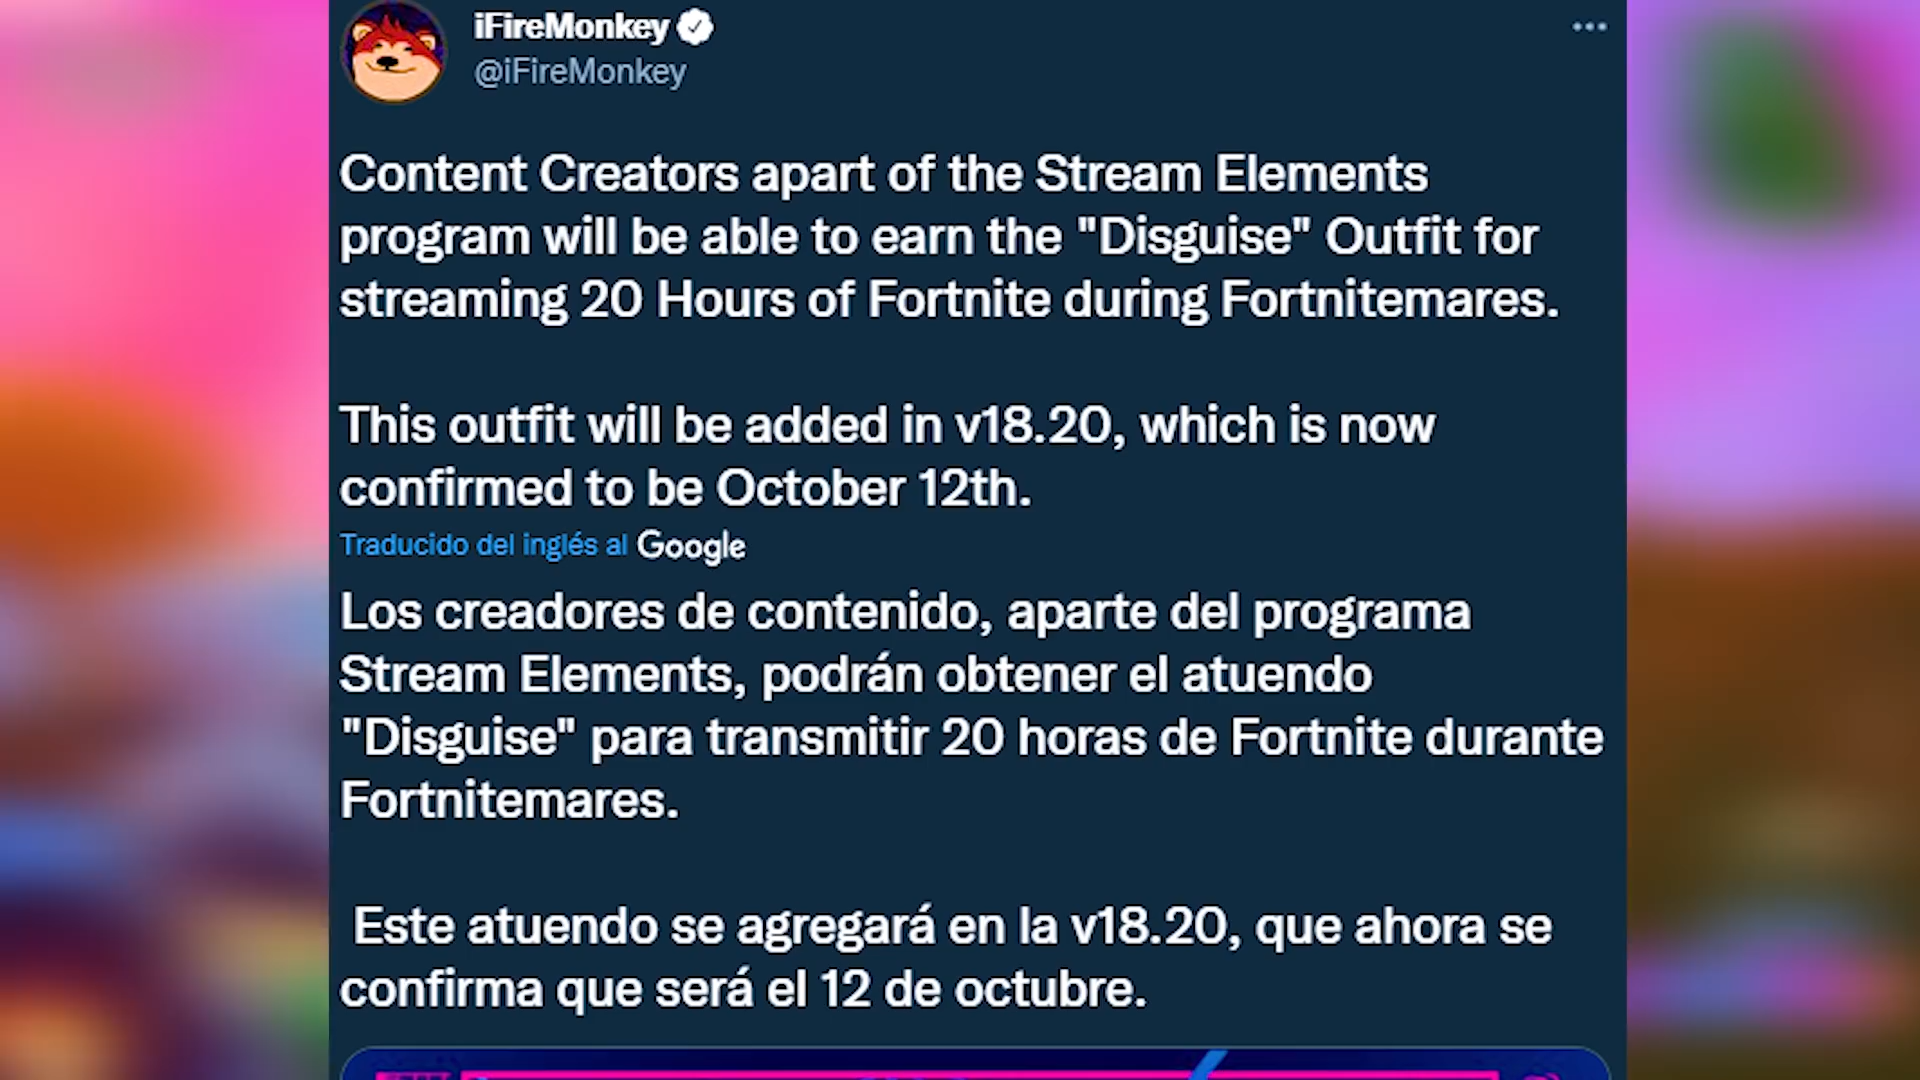 iFireMonkey
@iFireMonkey
Content Creators apart of the Stream Elements
program will be able to earn the "Disguise" Outfit for
streaming 20 Hours of Fortnite during Fortnitemares.
This outfit will be added in v18.20, which is now
confirmed to be October 12th.
Traducido del inglés al Google
Los creadores de contenido, aparte del programa
Stream Elements, podrán obtener el atuendo
"Disguise" para transmitir 20 horas de Fortnite durante
Fortnitemares.
Este atuendo se agregará en la v18.20, que ahora se
confirma que será el 12 de octubre.